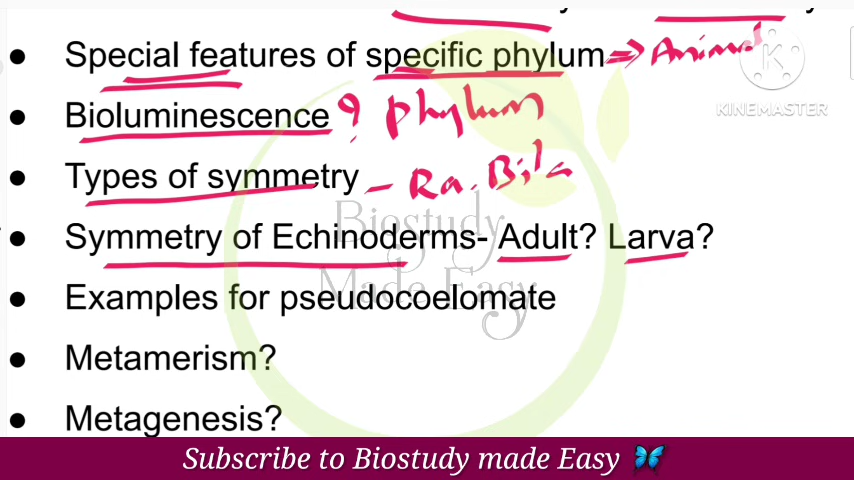 ● Special features of specific phylum => Animal
KINEMASTER
● Bioluminescence ? phylum
● Types of symmetry - Ra. Bila
● Symmetry of Echinoderms- Adult? Larva?
● Examples for pseudocoelomate
● Metamerism?
● Metagenesis?
Biostudy
Made Easy
Subscribe to Biostudy made Easy 🦋